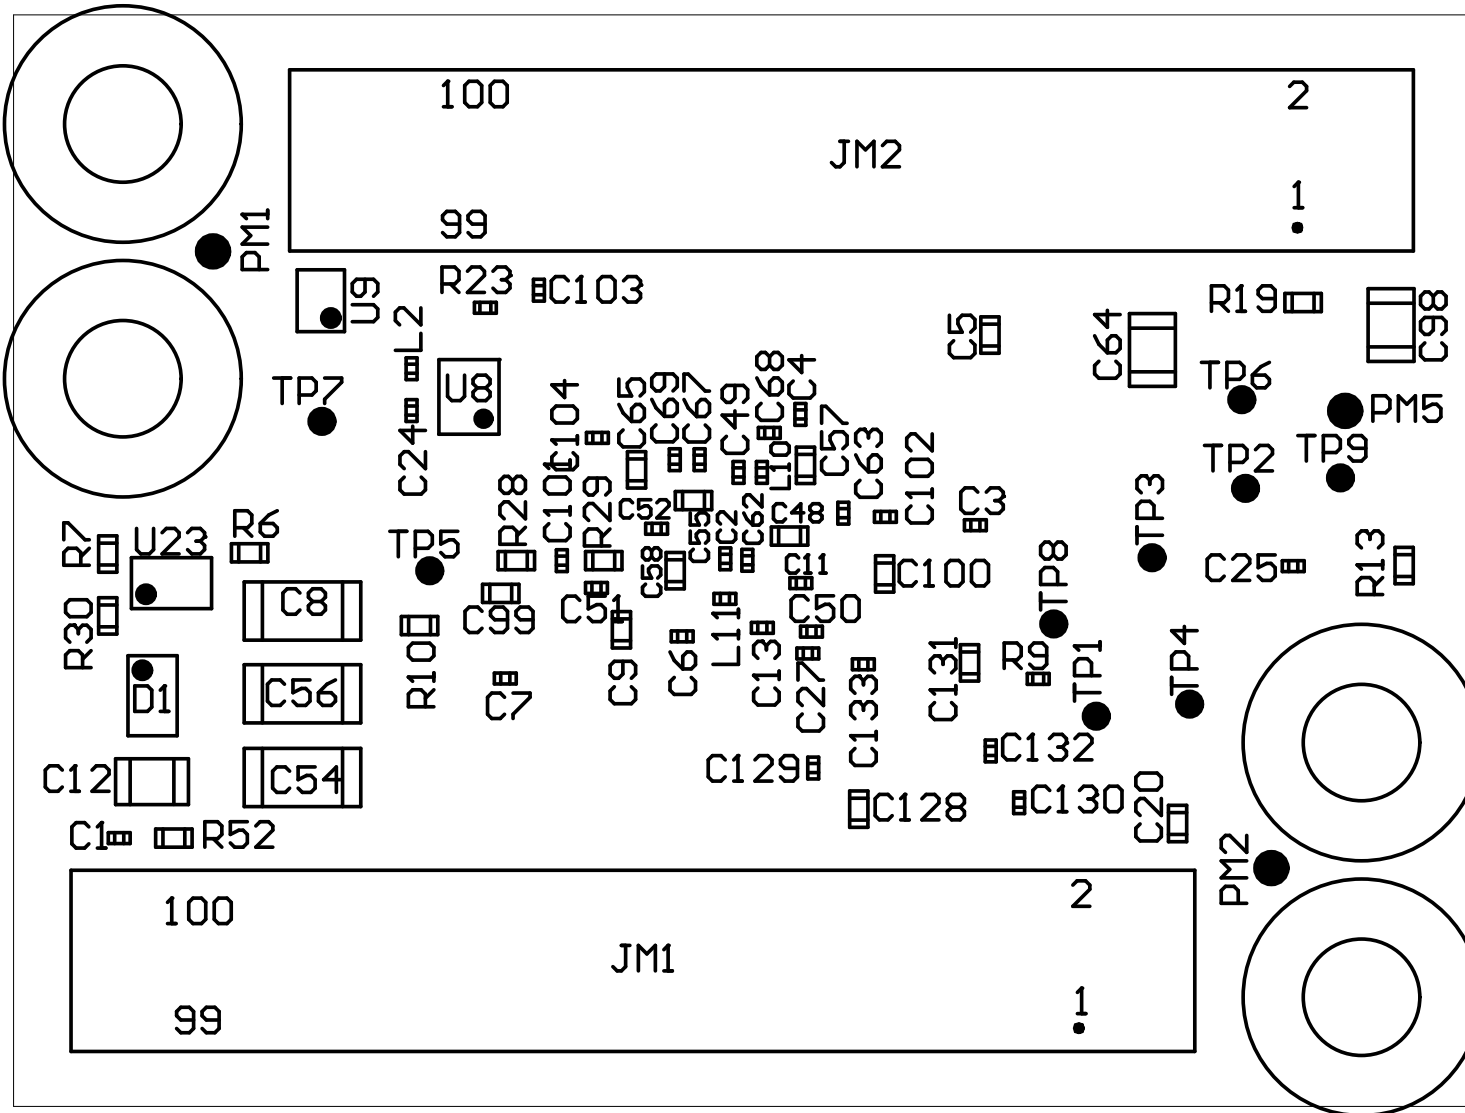 100
2
JM2
1
99
PM1
R23
C103
U9
L2
C5
C64
R19
C98
TP7
U8
C24
C104
C65
C69
C67
C49
C68
C4
C57
C63
C102
L10
TP6
PM5
TP2
TP9
TP3
R7
U23
R6
TP5
R28
C101
R29
C52
C55
C2
C62
C48
C3
C58
C11
C100
C25
R13
R30
C8
C99
C51
C50
TP8
R10
C9
C6
L11
C13
C27
C133
C131
R9
TP1
TP4
D1
C56
C7
C12
C54
C129
C132
C128
C130
C20
C1
R52
PM2
100
2
JM1
99
1